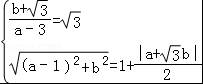 { (b+√3)/(a-3) = √3
√((a-1)²+b²) = 1 + |a+√3b|/2